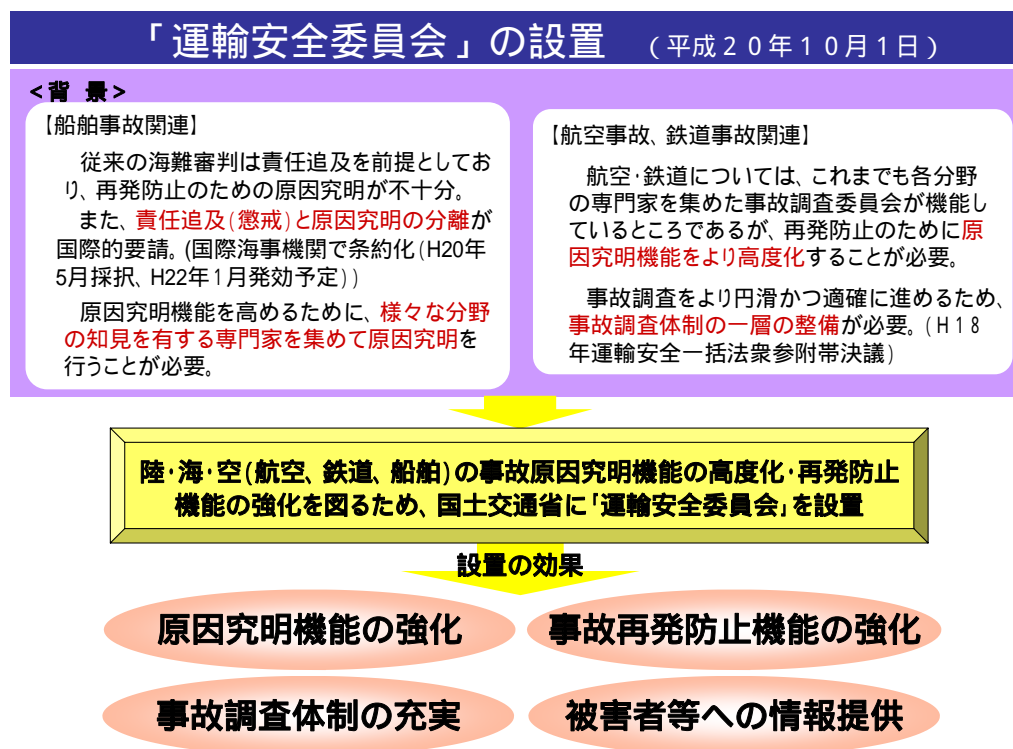 「運輸安全委員会」の設置 (平成20年10月1日)
<背 景>
【船舶事故関連】
従来の海難審判は責任追及を前提としてお
り、再発防止のための原因究明が不十分。
また、責任追及(懲戒)と原因究明の分離が
国際的要請。(国際海事機関で条約化(H20年
5月採択、H22年1月発効予定))
原因究明機能を高めるために、様々な分野
の知見を有する専門家を集めて原因究明を
行うことが必要。
【航空事故、鉄道事故関連】
航空・鉄道については、これまでも各分野
の専門家を集めた事故調査委員会が機能し
ているところであるが、再発防止のために原
因究明機能をより高度化することが必要。
事故調査をより円滑かつ適確に進めるため、
事故調査体制の一層の整備が必要。(H18
年運輸安全一括法衆参附帯決議)
陸・海・空(航空、鉄道、船舶)の事故原因究明機能の高度化・再発防止
機能の強化を図るため、国土交通省に「運輸安全委員会」を設置
設置の効果
原因究明機能の強化
事故再発防止機能の強化
事故調査体制の充実
被害者等への情報提供